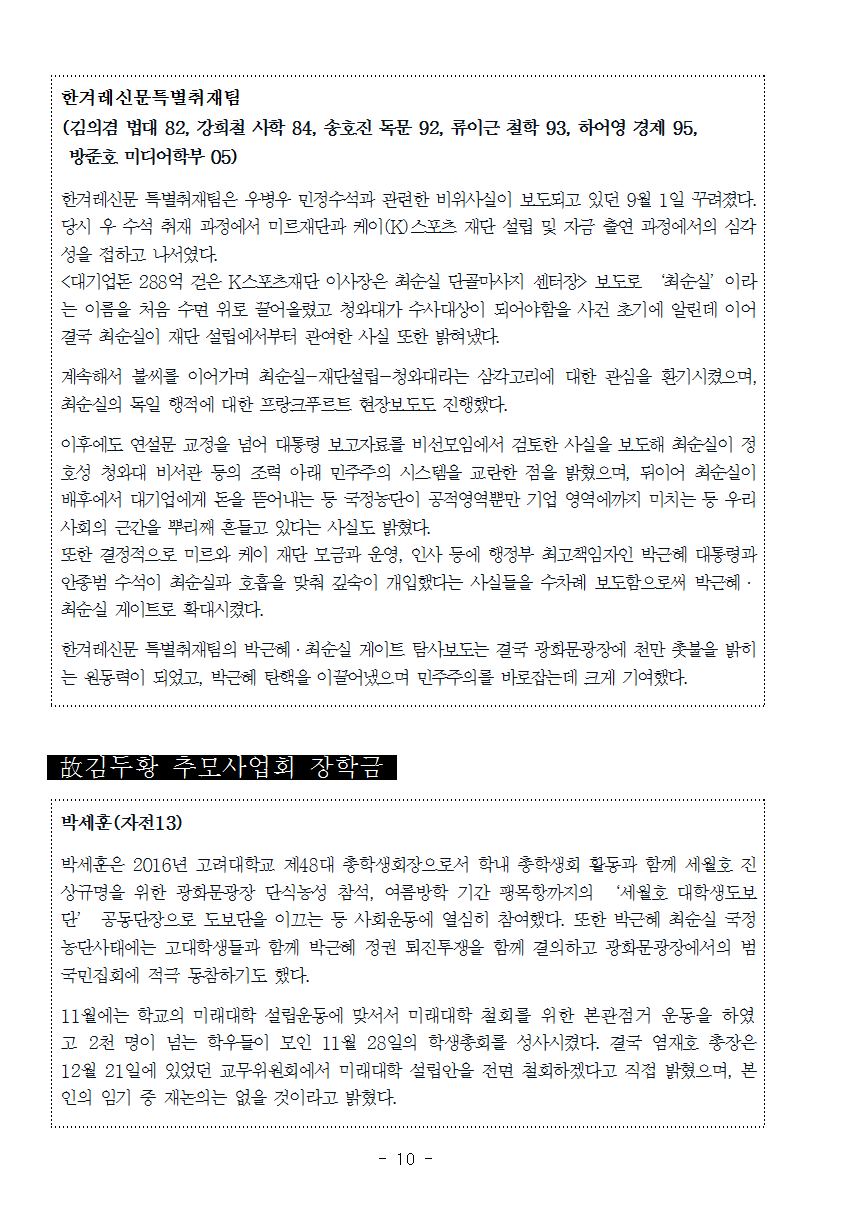 한겨레신문특별취재팀
(김의겸 법대 82, 강희철 사학 84, 송호진 독문 92, 류이근 철학 93, 하어영 경제 95,
방준호 미디어학부 05)
한겨레신문 특별취재팀은 우병우 민정수석과 관련한 비위사실이 보도되고 있던 9월 1일 꾸려졌다.
당시 우 수석 취재 과정에서 미르재단과 케이(K)스포츠 재단 설립 및 자금 출연 과정에서의 심각
성을 접하고 나서였다.
<대기업돈 288억 걷은 K스포츠재단 이사장은 최순실 단골마사지 센터장> 보도로 ‘최순실’이라
는 이름을 처음 수면 위로 끌어올렸고 청와대가 수사대상이 되어야함을 사건 초기에 알린데 이어
결국 최순실이 재단 설립에서부터 관여한 사실 또한 밝혀냈다.
계속해서 불씨를 이어가며 최순실-재단설립-청와대라는 삼각고리에 대한 관심을 환기시켰으며,
최순실의 독일 행적에 대한 프랑크푸르트 현장보도도 진행했다.
이후에도 연설문 교정을 넘어 대통령 보고자료를 비선모임에서 검토한 사실을 보도해 최순실이 정
호성 청와대 비서관 등의 조력 아래 민주주의 시스템을 교란한 점을 밝혔으며, 뒤이어 최순실이
배후에서 대기업에게 돈을 뜯어내는 등 국정농단이 공적영역뿐만 기업 영역에까지 미치는 등 우리
사회의 근간을 뿌리째 흔들고 있다는 사실도 밝혔다.
또한 결정적으로 미르와 케이 재단 모금과 운영, 인사 등에 행정부 최고책임자인 박근혜 대통령과
안종범 수석이 최순실과 호흡을 맞춰 깊숙이 개입했다는 사실들을 수차례 보도함으로써 박근혜·
최순실 게이트로 확대시켰다.
한겨레신문 특별취재팀의 박근혜·최순실 게이트 탐사보도는 결국 광화문광장에 천만 촛불을 밝히
는 원동력이 되었고, 박근혜 탄핵을 이끌어냈으며 민주주의를 바로잡는데 크게 기여했다.
故김두황 추모사업회 장학금
박세훈(자전13)
박세훈은 2016년 고려대학교 제48대 총학생회장으로서 학내 총학생회 활동과 함께 세월호 진
상규명을 위한 광화문광장 단식농성 참석, 여름방학 기간 팽목항까지의 ‘세월호 대학생도보
단’ 공동단장으로 도보단을 이끄는 등 사회운동에 열심히 참여했다. 또한 박근혜 최순실 국정
농단사태에는 고대학생들과 함께 박근혜 정권 퇴진투쟁을 함께 결의하고 광화문광장에서의 범
국민집회에 적극 동참하기도 했다.
11월에는 학교의 미래대학 설립운동에 맞서서 미래대학 철회를 위한 본관점거 운동을 하였
고 2천 명이 넘는 학우들이 모인 11월 28일의 학생총회를 성사시켰다. 결국 염재호 총장은
12월 21일에 있었던 교무위원회에서 미래대학 설립안을 전면 철회하겠다고 직접 밝혔으며, 본
인의 임기 중 재논의는 없을 것이라고 밝혔다.
- 10 -